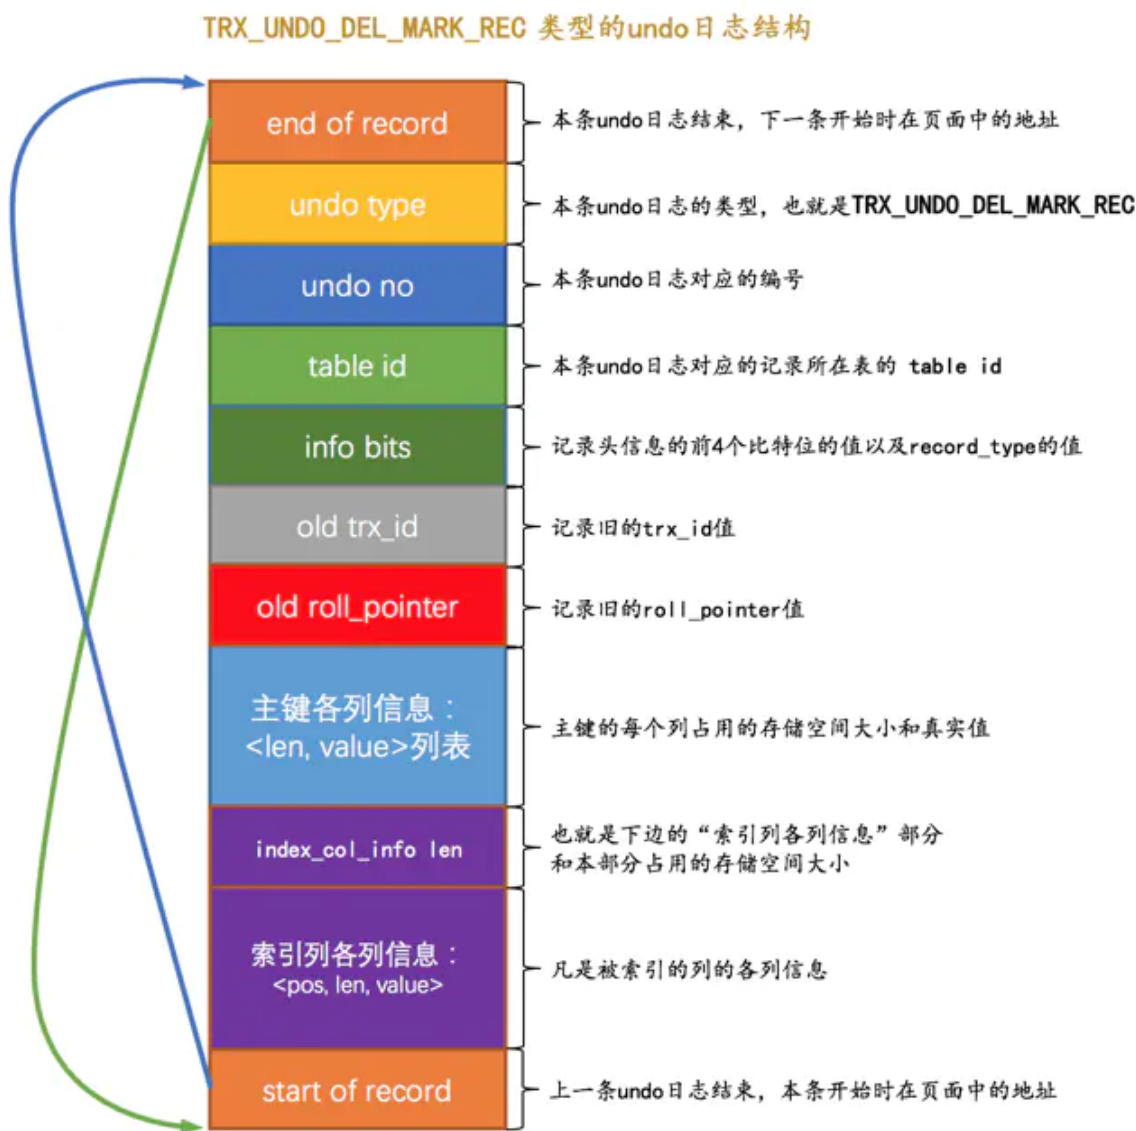 TRX_UNDO_DEL_MARK_REC 类型的undo日志结构
end of record
本条undo日志结束，下一条开始时在页面中的地址
undo type
本条undo日志的类型，也就是TRX_UNDO_DEL_MARK_REC
undo no
本条undo日志对应的编号
table id
本条undo日志对应的记录所在表的 table id
info bits
记录头信息的前4个比特位的值以及record_type的值
old trx_id
记录旧的trx_id值
old roll_pointer
记录旧的roll_pointer值
主键各列信息：
<len, value>列表
主键的每个列占用的存储空间大小和真实值
index_col_info len
也就是下边的“索引列各列信息”部分
和本部分占用的存储空间大小
索引列各列信息：
<pos, len, value>
凡是被索引的列的各列信息
start of record
上一条undo日志结束，本条开始时在页面中的地址